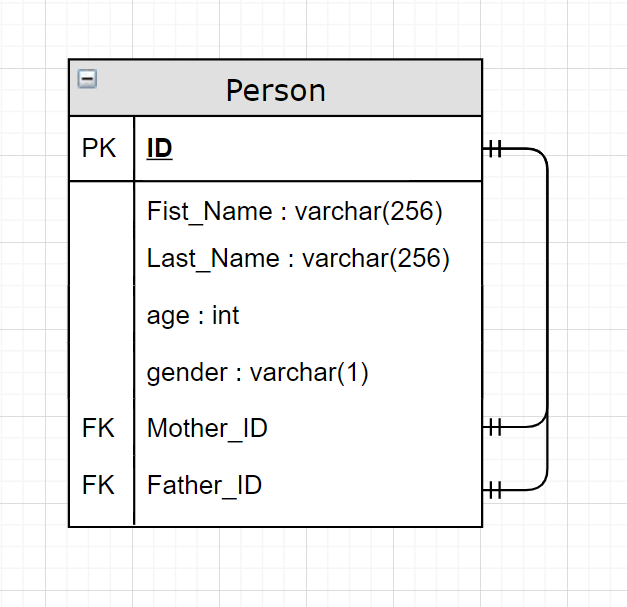 Person
PK ID
Fist_Name : varchar(256)
Last_Name : varchar(256)
age : int
gender : varchar(1)
FK Mother_ID
FK Father_ID